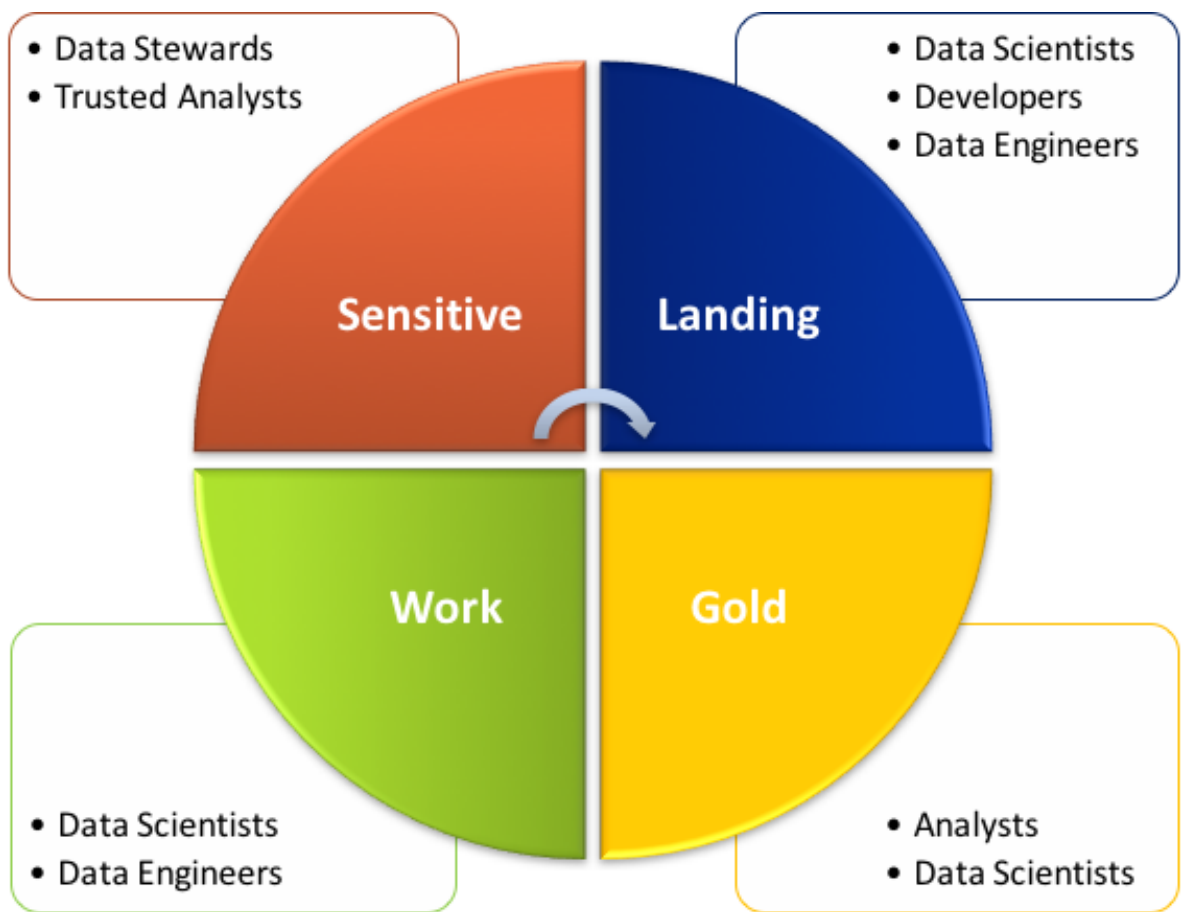 • Data Stewards
• Trusted Analysts
• Data Scientists
• Developers
• Data Engineers
Sensitive
Landing
Work
Gold
• Data Scientists
• Data Engineers
• Analysts
• Data Scientists